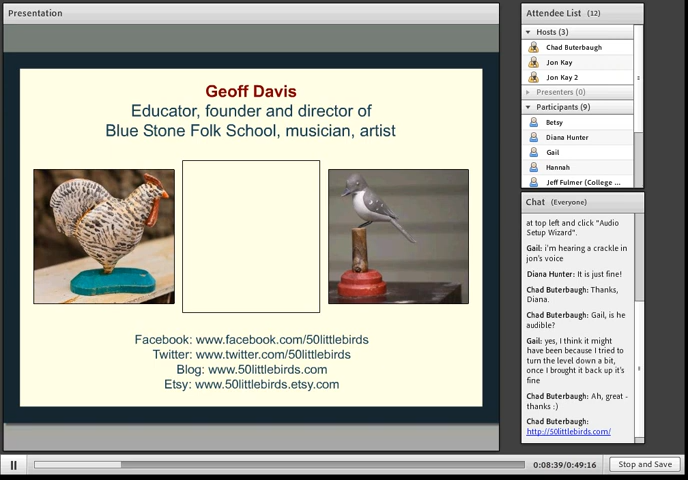 Presentation
Geoff Davis
Educator, founder and director of
Blue Stone Folk School, musician, artist
Facebook: www.facebook.com/50littlebirds
Twitter: www.twitter.com/50littlebirds
Blog: www.50littlebirds.com
Etsy: www.50littlebirds.etsy.com
Attendee List (12)
Hosts (3)
Chad Buterbaugh
Jon Kay
Jon Kay 2
Presenters (0)
Participants (9)
Betsy
Diana Hunter
Gail
Hannah
Jeff Fulmer (College ...
Chat (Everyone)
at top left and click "Audio
Setup Wizard".
Gail: i'm hearing a crackle in
jon's voice
Diana Hunter: It is just fine!
Chad Buterbaugh: Thanks,
Diana.
Chad Buterbaugh: Gail, is he
audible?
Gail: yes, I think it might
have been because I tried to
turn the level down a bit,
once I brought it back up it's
fine
Chad Buterbaugh: Ah, great -
thanks :)
Chad Buterbaugh:
http://50littlebirds.com/
0:08:39/0:49:16
Stop and Save